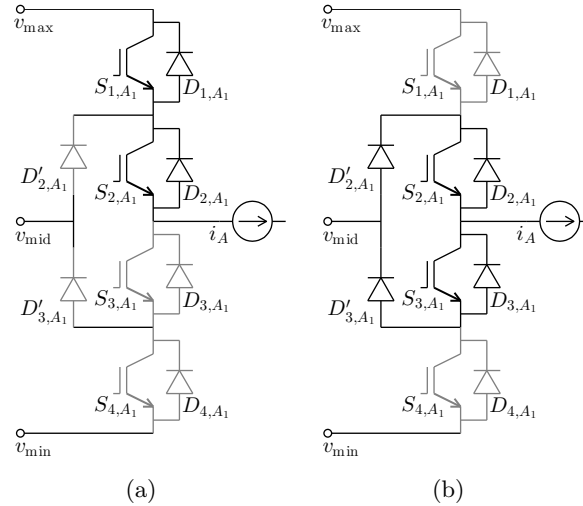 v_max v_max
S_{1,A_1} D_{1,A_1} S_{1,A_1} D_{1,A_1}
D′_{2,A_1} S_{2,A_1} D_{2,A_1} D′_{2,A_1} S_{2,A_1} D_{2,A_1}
v_mid i_A v_mid i_A
D′_{3,A_1} S_{3,A_1} D_{3,A_1} D′_{3,A_1} S_{3,A_1} D_{3,A_1}
S_{4,A_1} D_{4,A_1} S_{4,A_1} D_{4,A_1}
v_min v_min
(a) (b)